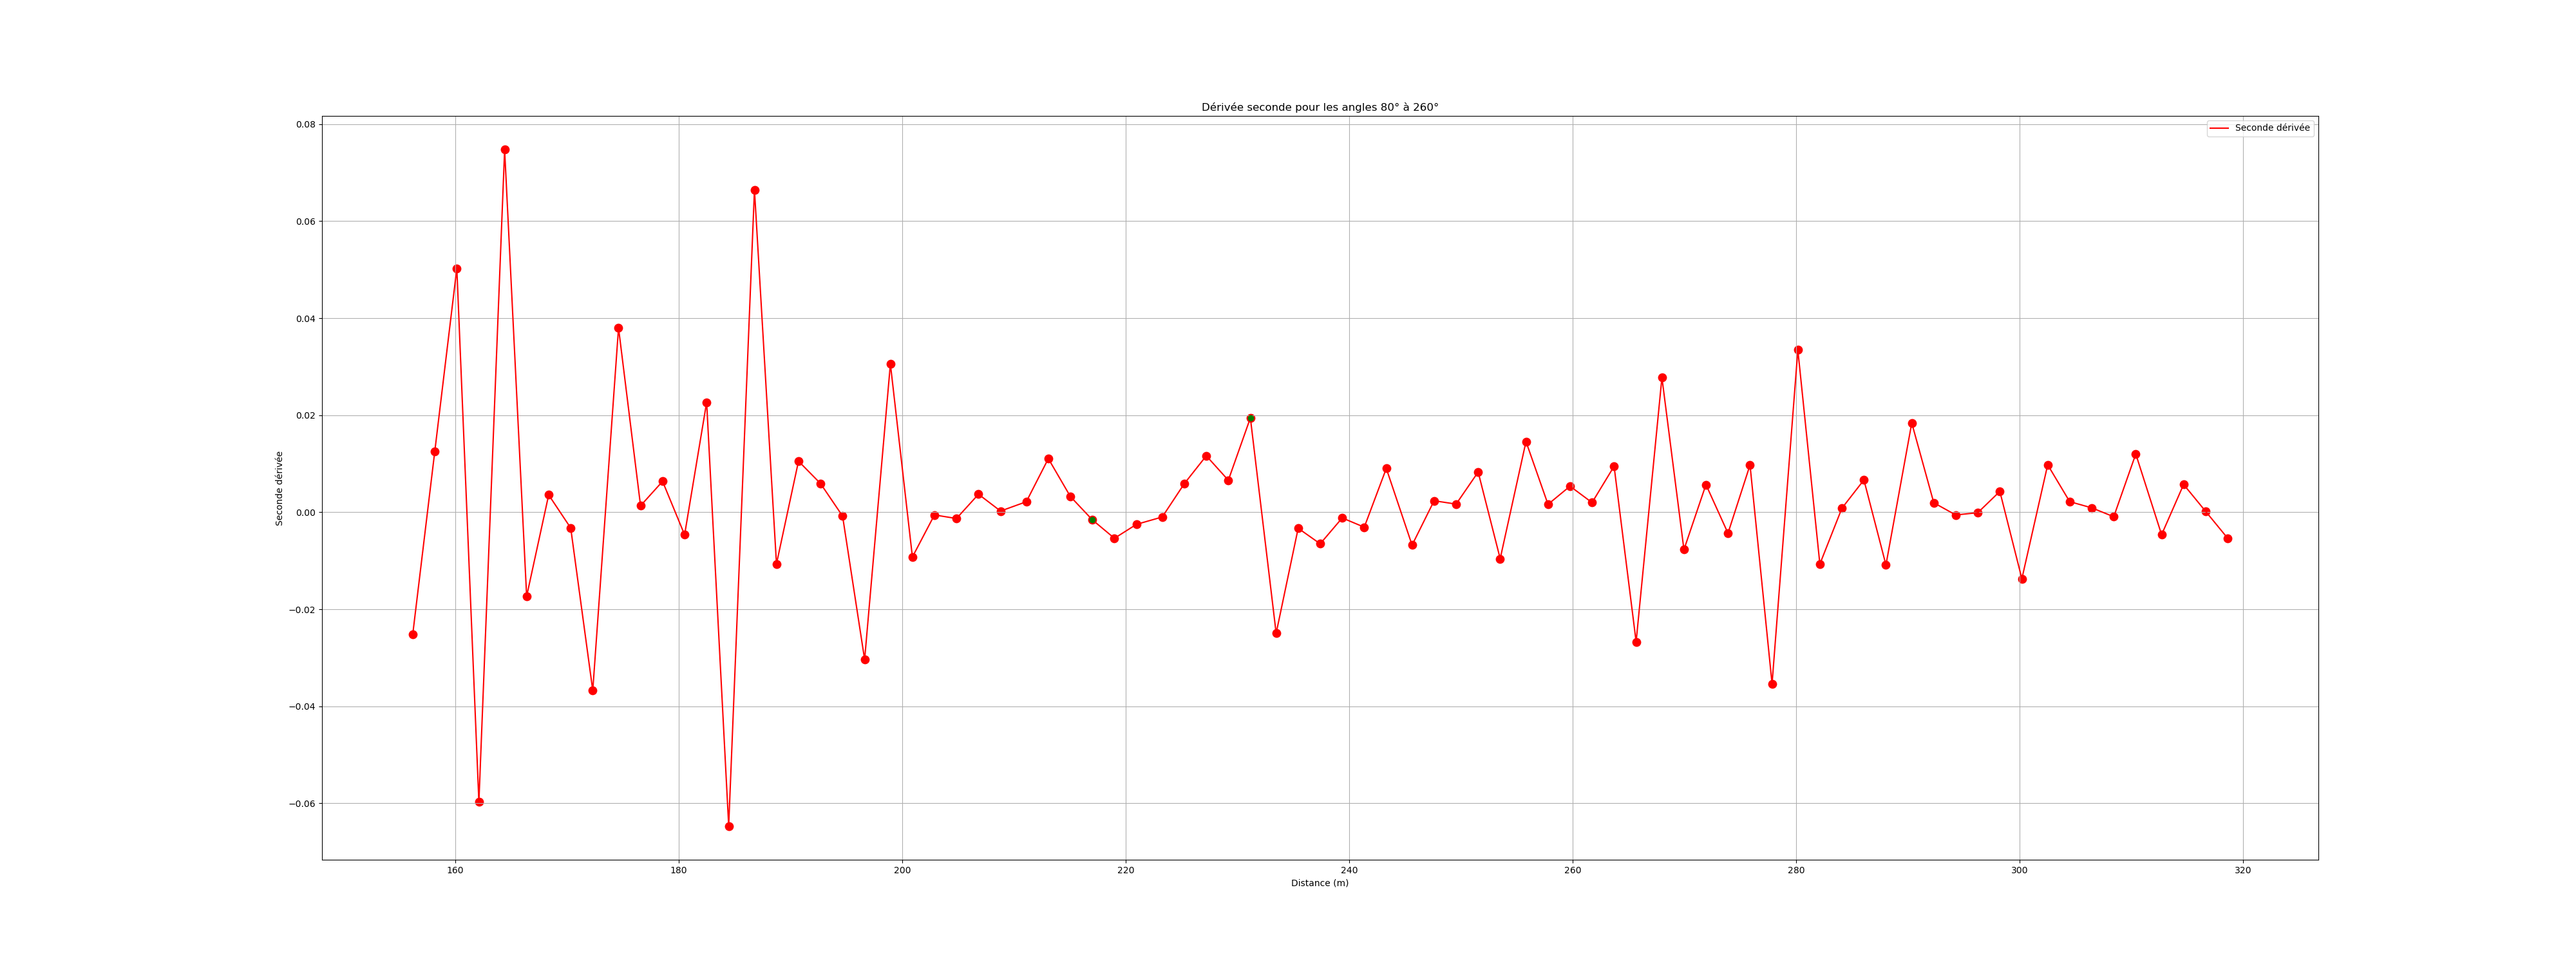 Dérivée seconde pour les angles 80° à 260°
Seconde dérivée
0.08
0.06
0.04
0.02
0.00
−0.02
−0.04
−0.06
Seconde dérivée
160 180 200 220 240 260 280 300 320
Distance (m)